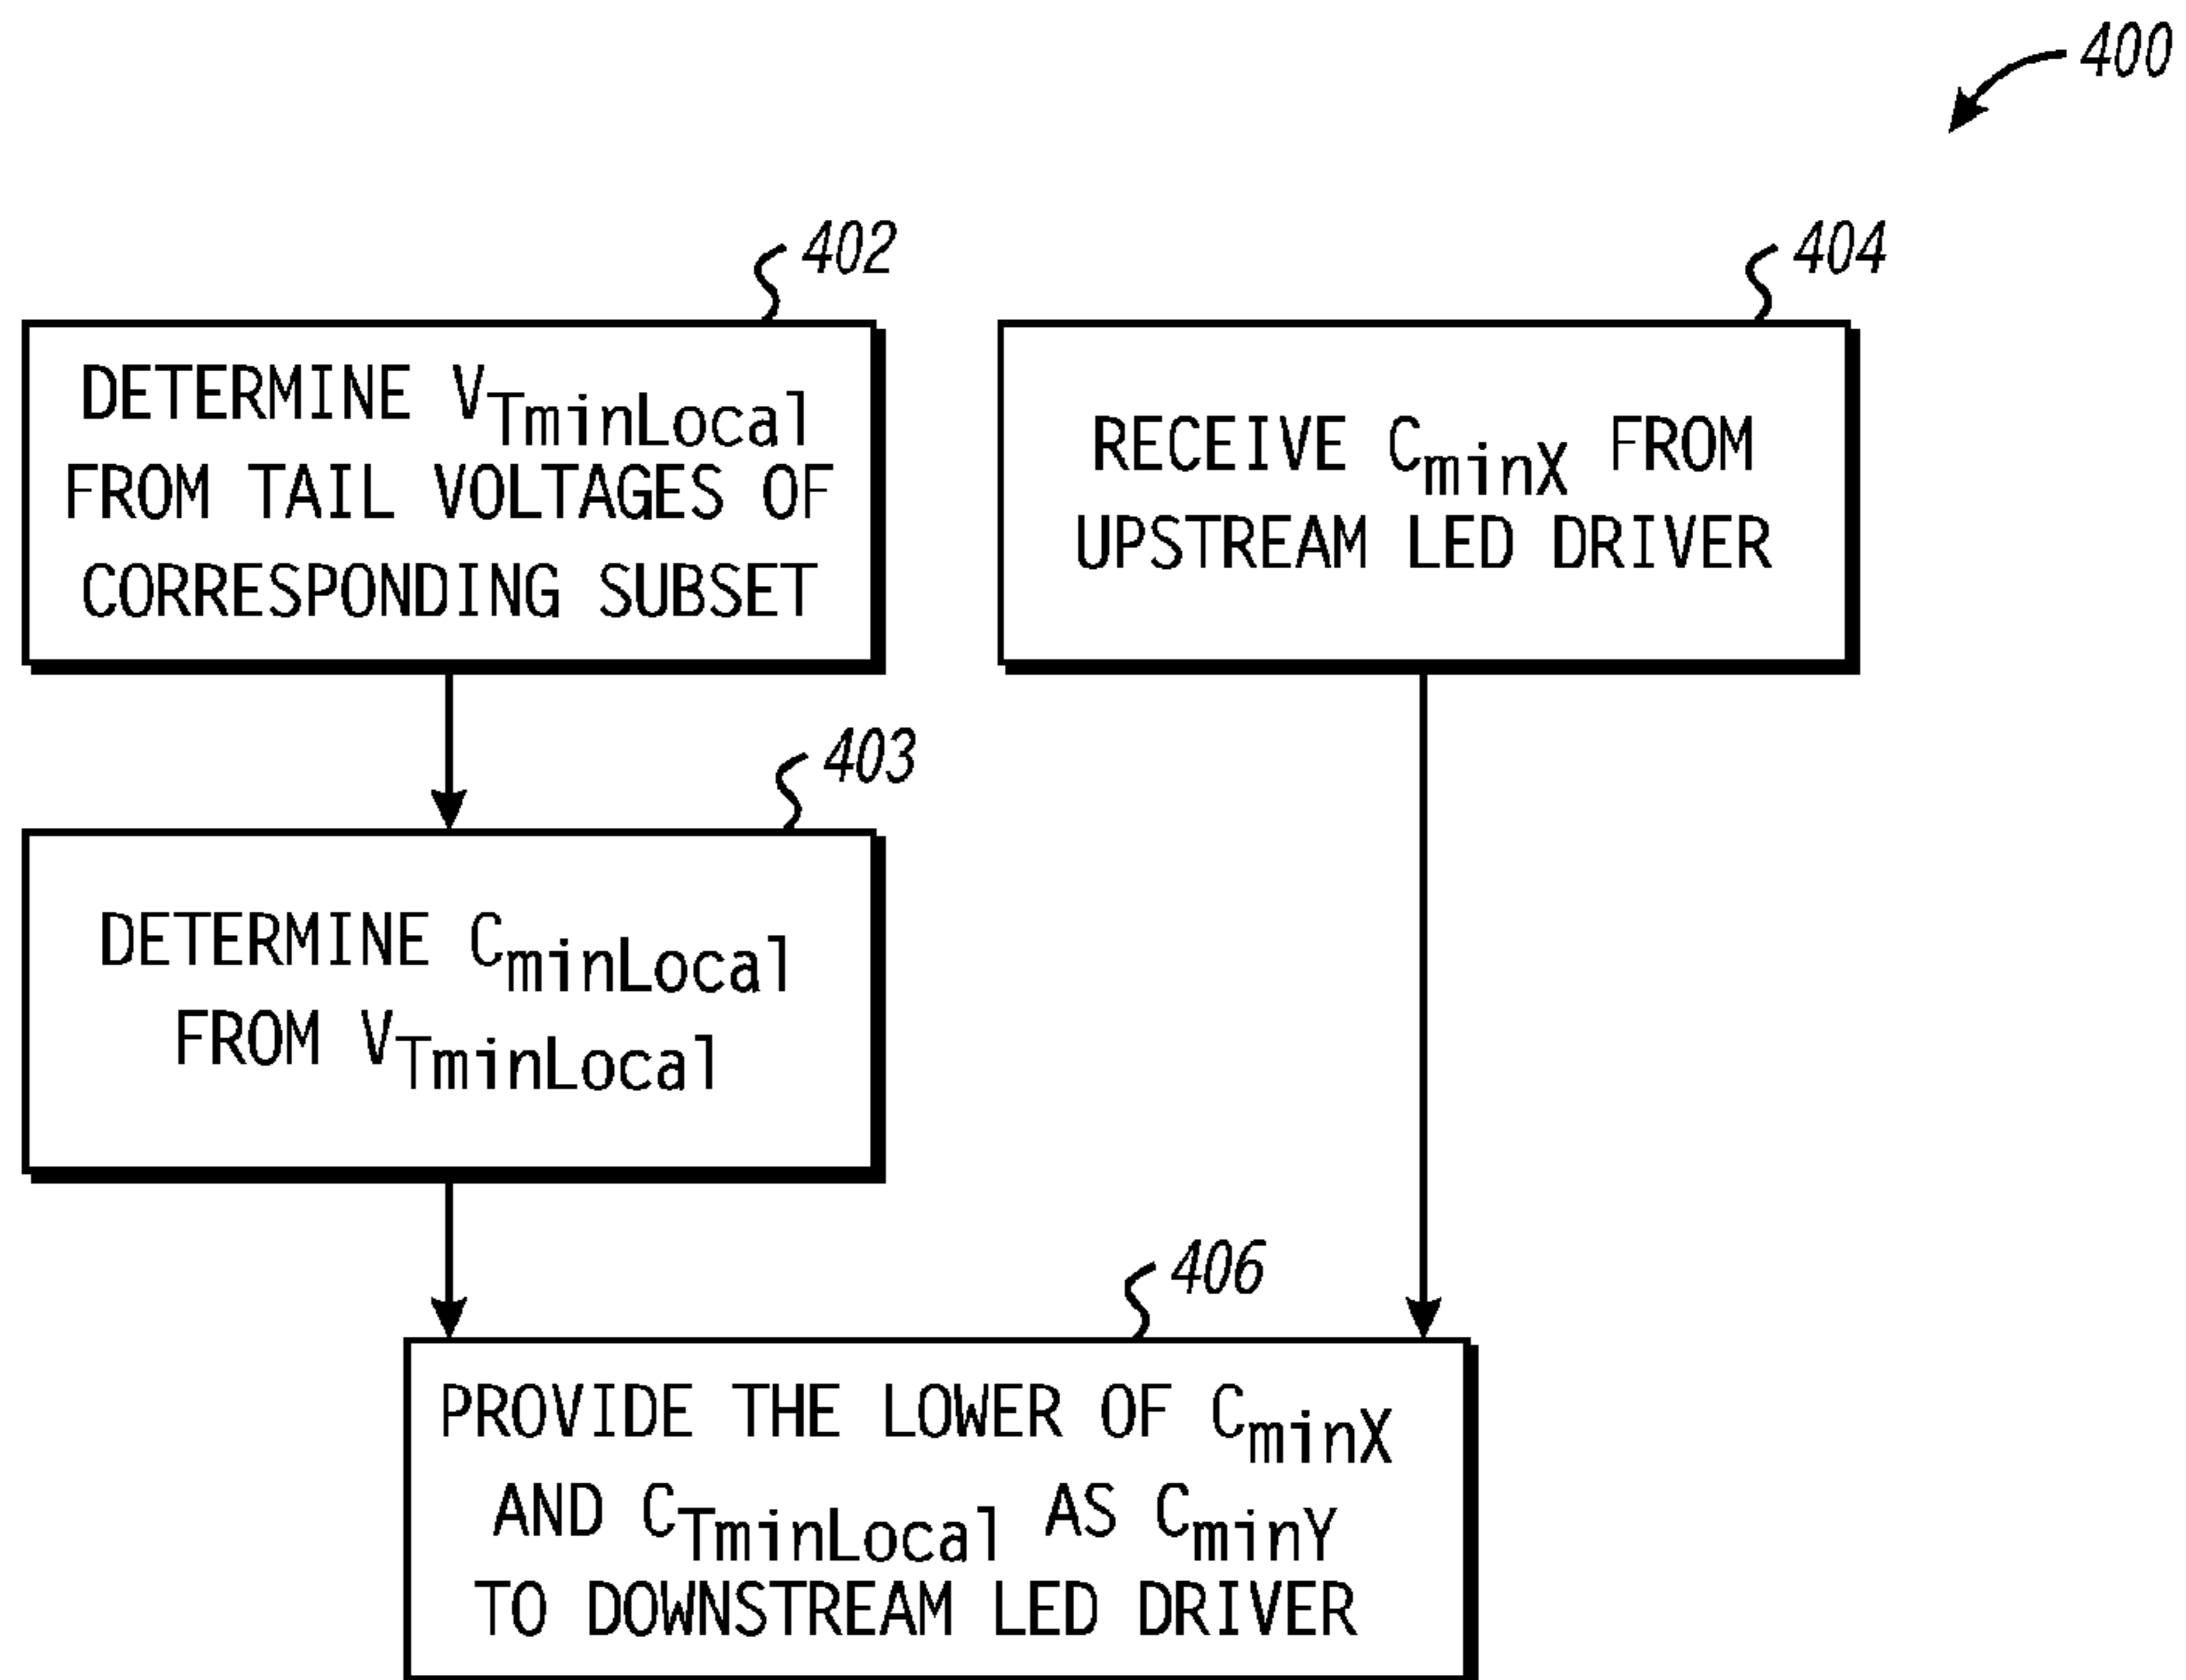 400
402
DETERMINE VTminLocal
FROM TAIL VOLTAGES OF
CORRESPONDING SUBSET
404
RECEIVE CminX FROM
UPSTREAM LED DRIVER
403
DETERMINE CminLocal
FROM VTminLocal
406
PROVIDE THE LOWER OF CminX
AND CTminLocal AS CminY
TO DOWNSTREAM LED DRIVER